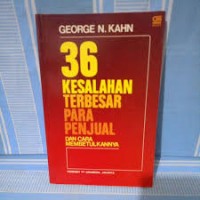 GEORGE N. KAHN
36
KESALAHAN
TERBESAR
PARA
PENJUAL
DAN CARA
MEMBETULKANNYA